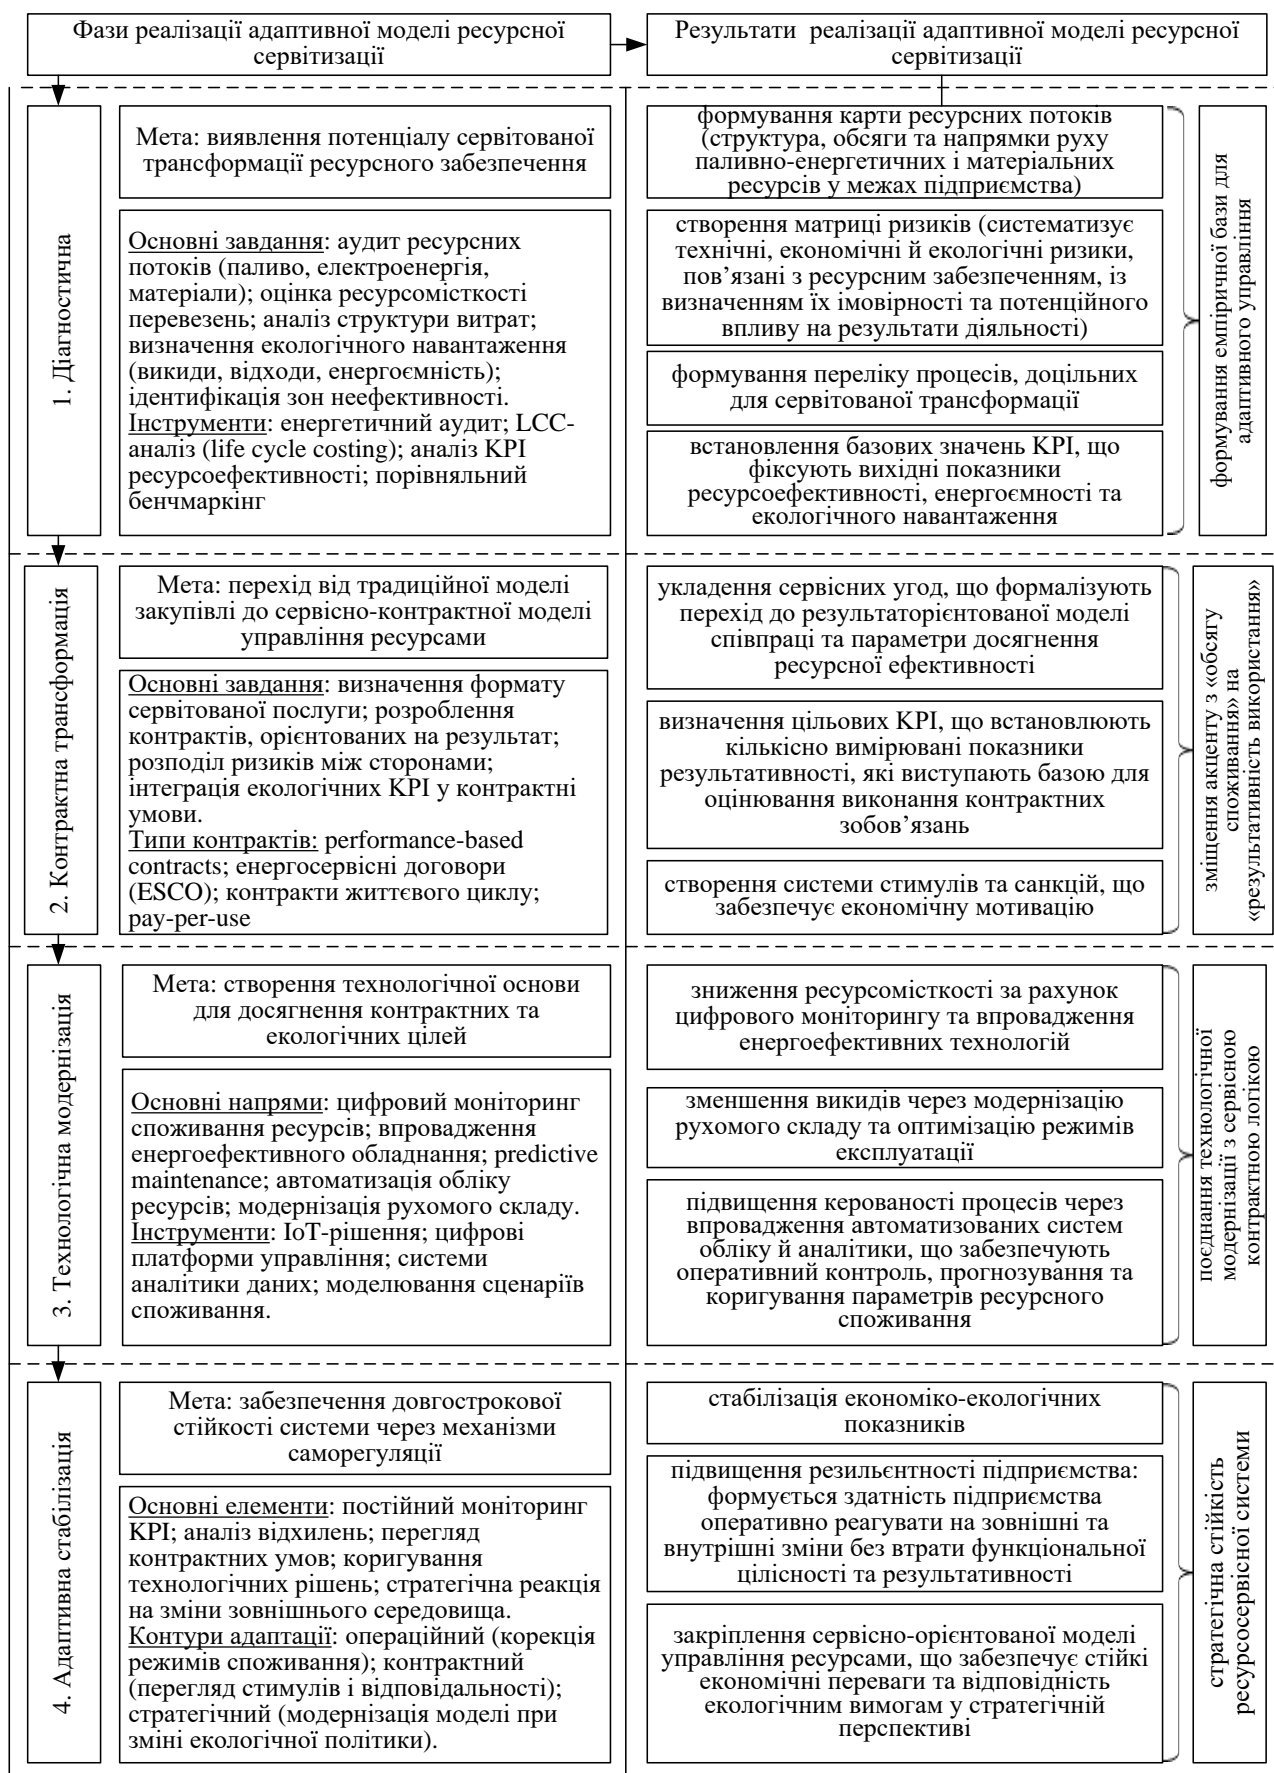 Фази реалізації адаптивної моделі ресурсної
сервітизації
Результати реалізації адаптивної моделі ресурсної
сервітизації
1. Діагностична
Мета: виявлення потенціалу сервітованої
трансформації ресурсного забезпечення
Основні завдання: аудит ресурсних
потоків (паливо, електроенергія,
матеріали); оцінка ресурсомісткості
перевезень; аналіз структури витрат;
визначення екологічного навантаження
(викиди, відходи, енергоємність);
ідентифікація зон неефективності.
Інструменти: енергетичний аудит; LCC-
аналіз (life cycle costing); аналіз KPI
ресурсоефективності; порівняльний
бенчмаркінг
формування карти ресурсних потоків
(структура, обсяги та напрямки руху
паливно-енергетичних і матеріальних
ресурсів у межах підприємства)
створення матриці ризиків (систематизує
технічні, економічні й екологічні ризики,
пов’язані з ресурсним забезпеченням, із
визначенням їх імовірності та потенційного
впливу на результати діяльності)
формування переліку процесів, доцільних
для сервітованої трансформації
встановлення базових значень KPI, що
фіксують вихідні показники
ресурсоефективності, енергоємності та
екологічного навантаження
формування емпіричної бази для
адаптивного управління
2. Контрактна трансформація
Мета: перехід від традиційної моделі
закупівлі до сервісно-контрактної моделі
управління ресурсами
Основні завдання: визначення формату
сервітованої послуги; розроблення
контрактів, орієнтованих на результат;
розподіл ризиків між сторонами;
інтеграція екологічних KPI у контрактні
умови.
Типи контрактів: performance-based
contracts; енергосервісні договори
(ESCO); контракти життєвого циклу;
pay-per-use
укладення сервісних угод, що формалізують
перехід до результаторієнтованої моделі
співпраці та параметри досягнення
ресурсної ефективності
визначення цільових KPI, що встановлюють
кількісно вимірювані показники
результативності, які виступають базою для
оцінювання виконання контрактних
зобов’язань
створення системи стимулів та санкцій, що
забезпечує економічну мотивацію
зміщення акценту з «обсягу
споживання» на
«результативність використання»
3. Технологічна модернізація
Мета: створення технологічної основи
для досягнення контрактних та
екологічних цілей
Основні напрями: цифровий моніторинг
споживання ресурсів; впровадження
енергоефективного обладнання; predictive
maintenance; автоматизація обліку
ресурсів; модернізація рухомого складу.
Інструменти: IoT-рішення; цифрові
платформи управління; системи
аналітики даних; моделювання сценаріїв
споживання.
зниження ресурсомісткості за рахунок
цифрового моніторингу та впровадження
енергоефективних технологій
зменшення викидів через модернізацію
рухомого складу та оптимізацію режимів
експлуатації
підвищення керованості процесів через
впровадження автоматизованих систем
обліку й аналітики, що забезпечують
оперативний контроль, прогнозування та
коригування параметрів ресурсного
споживання
поєднання технологічної
модернізації з сервісною
контрактною логікою
4. Адаптивна стабілізація
Мета: забезпечення довгострокової
стійкості системи через механізми
саморегуляції
Основні елементи: постійний моніторинг
KPI; аналіз відхилень; перегляд
контрактних умов; коригування
технологічних рішень; стратегічна реакція
на зміни зовнішнього середовища.
Контури адаптації: операційний (корекція
режимів споживання); контрактний
(перегляд стимулів і відповідальності);
стратегічний (модернізація моделі при
зміні екологічної політики).
стабілізація економіко-екологічних
показників
підвищення резильєнтності підприємства:
формується здатність підприємства
оперативно реагувати на зовнішні та
внутрішні зміни без втрати функціональної
цілісності та результативності
закріплення сервісно-орієнтованої моделі
управління ресурсами, що забезпечує стійкі
економічні переваги та відповідність
екологічним вимогам у стратегічній
перспективі
стратегічна стійкість
ресурсосервісної системи